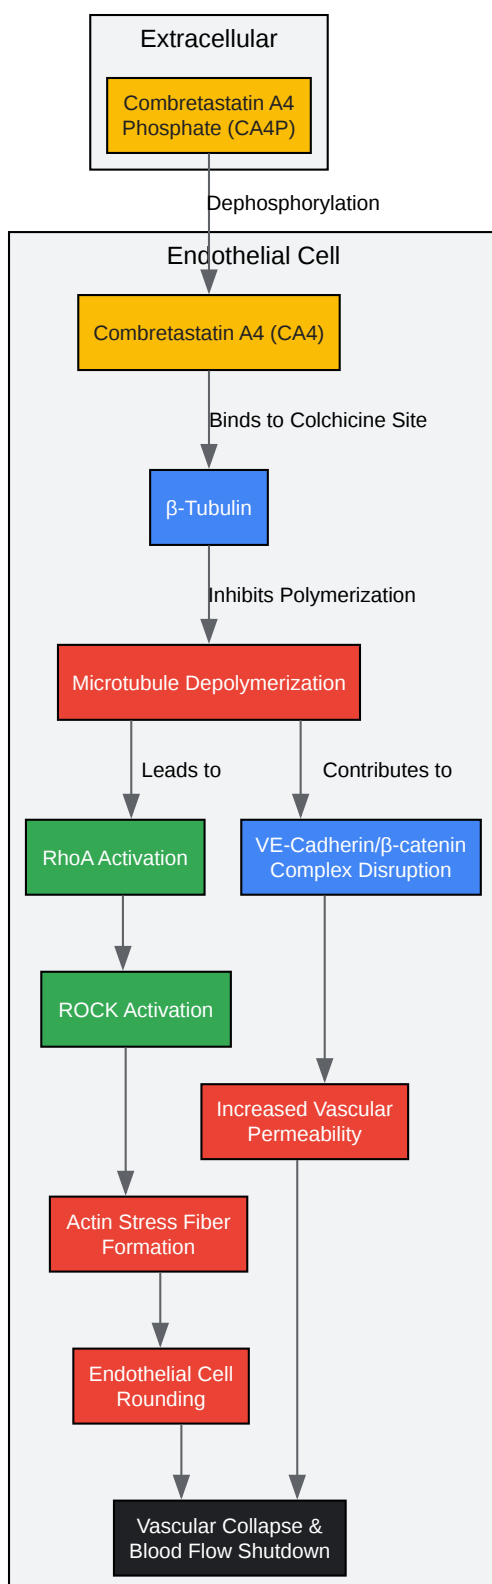 Extracellular
Combretastatin A4
Phosphate (CA4P)
Dephosphorylation
Endothelial Cell
Combretastatin A4 (CA4)
Binds to Colchicine Site
β-Tubulin
Inhibits Polymerization
Microtubule Depolymerization
Leads to
Contributes to
RhoA Activation
VE-Cadherin/β-catenin
Complex Disruption
ROCK Activation
Increased Vascular
Permeability
Actin Stress Fiber
Formation
Endothelial Cell
Rounding
Vascular Collapse &
Blood Flow Shutdown